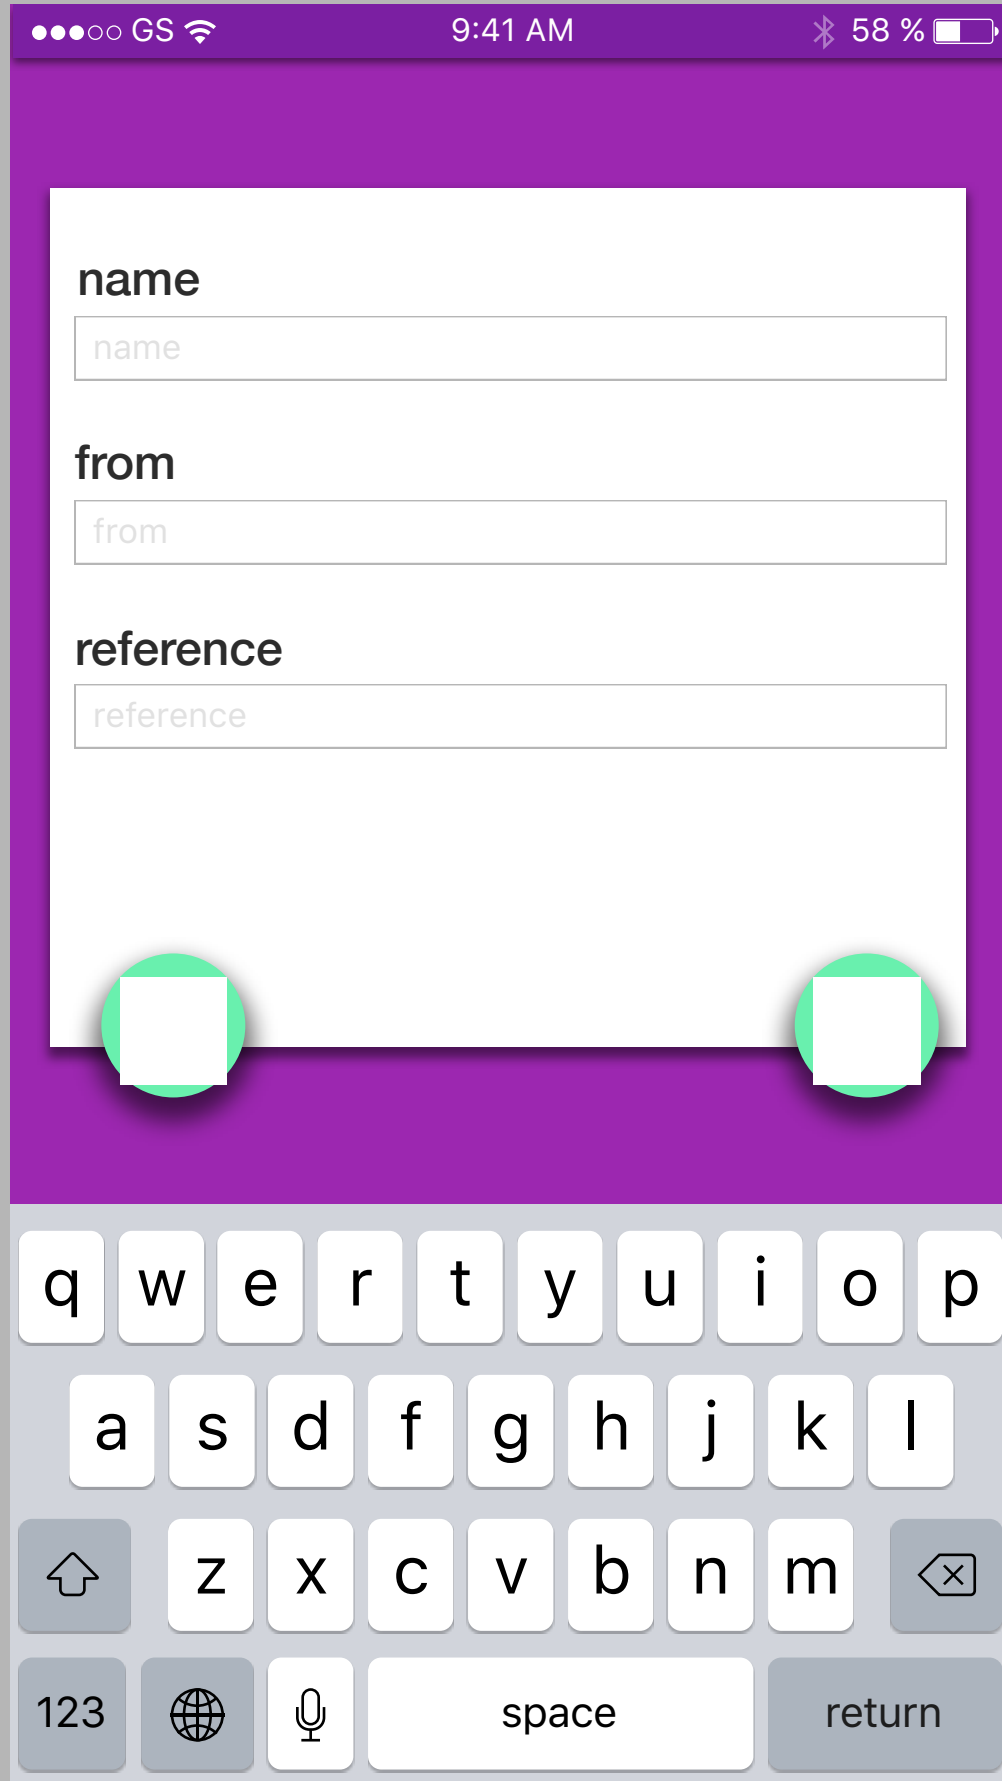 GS 9:41 AM 58 %
name
name
from
from
reference
reference
q w e r t y u i o p
a s d f g h j k l
z x c v b n m
123 space return